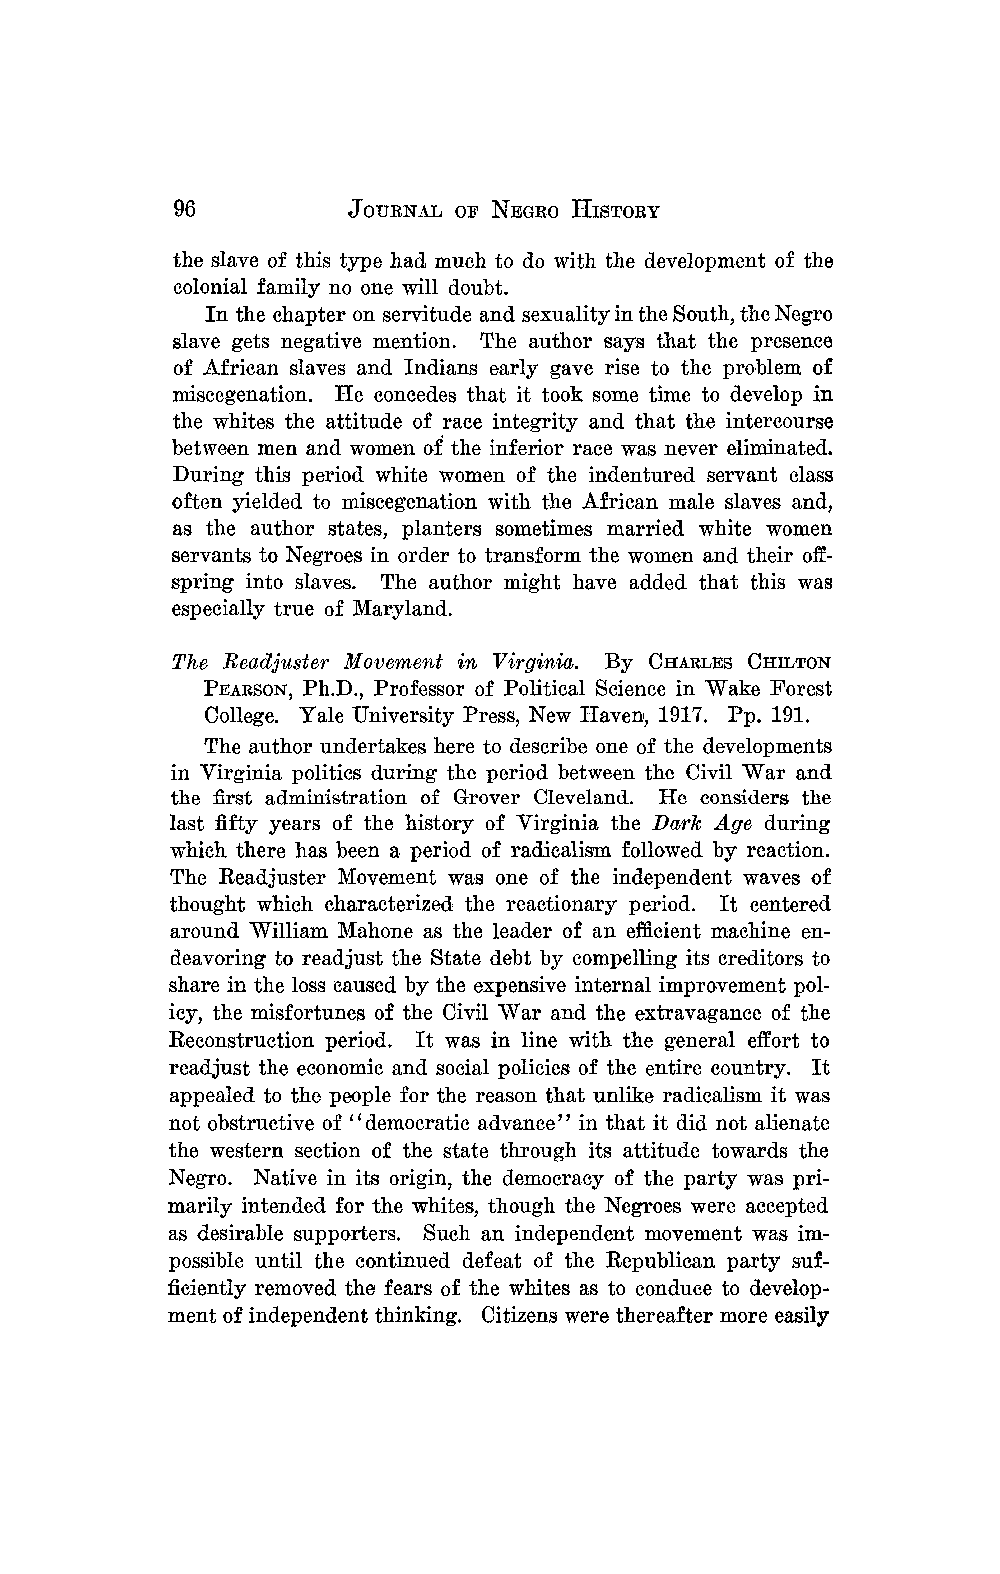 96 JOURNAL OF NEGRO HISTORY
the slave of this type had much to do with the development of the
colonial family no one will doubt.
In the chapter on servitude and sexuality in the South, the Negro
slave gets negative mention. The author says that the presence
of African slaves and Indians early gave rise to the problem of
miscegenation. He concedes that it took some time to develop in
the whites the attitude of race integrity and that the intercourse
between men and women of the inferior race was never eliminated.
During this period white women of the indentured servant class
often yielded to miscegenation with the African male slaves and,
as the author states, planters sometimes married white women
servants to Negroes in order to transform the women and their off-
spring into slaves. The author might have added that this was
especially true of Maryland.
The Readjuster Movement in Virginia. By CHARLES CHILTON
PEARSON, Ph.D., Professor of Political Science in Wake Forest
College. Yale University Press, New Haven, 1917. Pp. 191.
The author undertakes here to describe one of the developments
in Virginia politics during the period between the Civil War and
the first administration of Grover Cleveland. He considers the
last fifty years of the history of Virginia the Dark Age during
which there has been a period of radicalism followed by reaction.
The Readjuster Movement was one of the independent waves of
thought which characterized the reactionary period. It centered
around William Mahone as the leader of an efficient machine en-
deavoring to readjust the State debt by compelling its creditors to
share in the loss caused by the expensive internal improvement pol-
icy, the misfortunes of the Civil War and the extravagance of the
Reconstruction period. It was in line with the general effort to
readjust the economic and social policies of the entire country. It
appealed to the people for the reason that unlike radicalism it was
not obstructive of "democratic advance" in that it did not alienate
the western section of the state through its attitude towards the
Negro. Native in its origin, the democracy of the party was pri-
marily intended for the whites, though the Negroes were accepted
as desirable supporters. Such an independent movement was im-
possible until the continued defeat of the Republican party suf-
ficiently removed the fears of the whites as to conduce to develop-
ment of independent thinking. Citizens were thereafter more easily